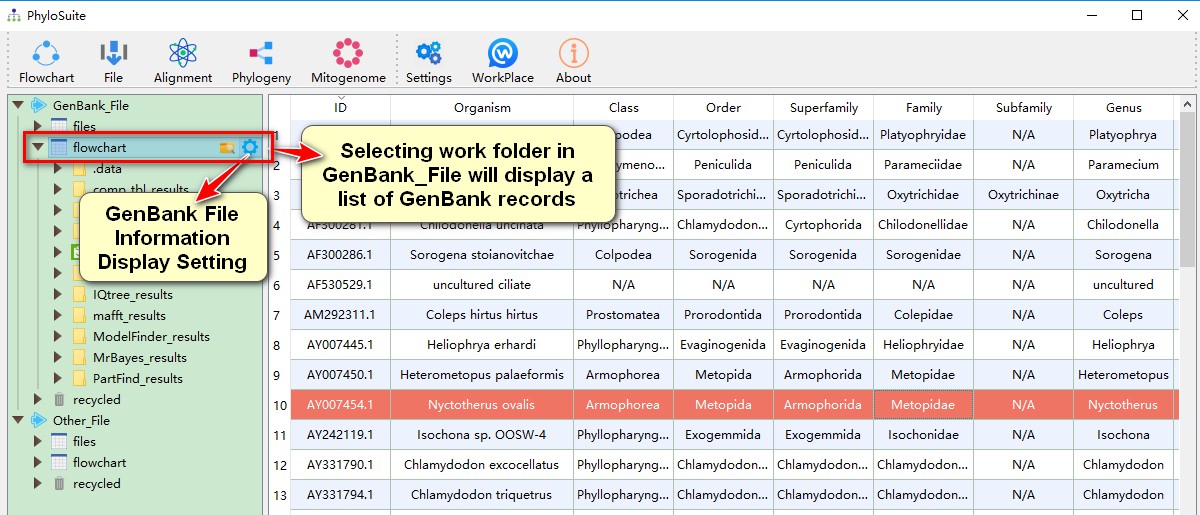 PhyloSuite
Flowchart File Alignment Phylogeny Mitogenome Settings WorkPlace About
GenBank_File
files
flowchart
.data
comp_tbl_results
IQtree_results
mafft_results
ModelFinder_results
MrBayes_results
PartFind_results
recycled
Other_File
files
flowchart
recycled
GenBank File
Information
Display Setting
Selecting work folder in
GenBank_File will display a
list of GenBank records
ID Organism Class Order Superfamily Family Subfamily Genus
1 Cyrtolophosid... Cyrtolophosid... Platyophryidae N/A Platyophrya
2 Peniculida Peniculida Parameciidae N/A Paramecium
3 Sporadotrichi... Sporadotrichi... Oxytrichidae Oxytrichinae Oxytricha
4 AF300281.1 Chilodonella uncinata Phyllopharyng... Chlamydodon... Cyrtophorida Chilodonellidae N/A Chilodonella
5 AF300286.1 Sorogena stoianovitchae Colpodea Sorogenida Sorogenida Sorogenidae N/A Sorogena
6 AF530529.1 uncultured ciliate N/A N/A N/A N/A N/A uncultured
7 AM292311.1 Coleps hirtus hirtus Prostomatea Prorodontida Prorodontida Colepidae N/A Coleps
8 AY007445.1 Heliophrya erhardi Phyllopharyng... Evaginogenida Evaginogenida Heliophryidae N/A Heliophrya
9 AY007450.1 Heterometopus palaeformis Armophorea Metopida Armophorida Metopidae N/A Heterometopus
10 AY007454.1 Nyctotherus ovalis Armophorea Metopida Armophorida Metopidae N/A Nyctotherus
11 AY242119.1 Isochona sp. OOSW-4 Phyllopharyng... Exogemmida Exogemmida Isochonidae N/A Isochona
12 AY331790.1 Chlamydodon excocellatus Phyllopharyng... Chlamydodon... Chlamydodon... Chlamydodon... N/A Chlamydodon
13 AY331794.1 Chlamydodon triquetrus Phyllopharyng... Chlamydodon... Chlamydodon... Chlamydodon... N/A Chlamydodon